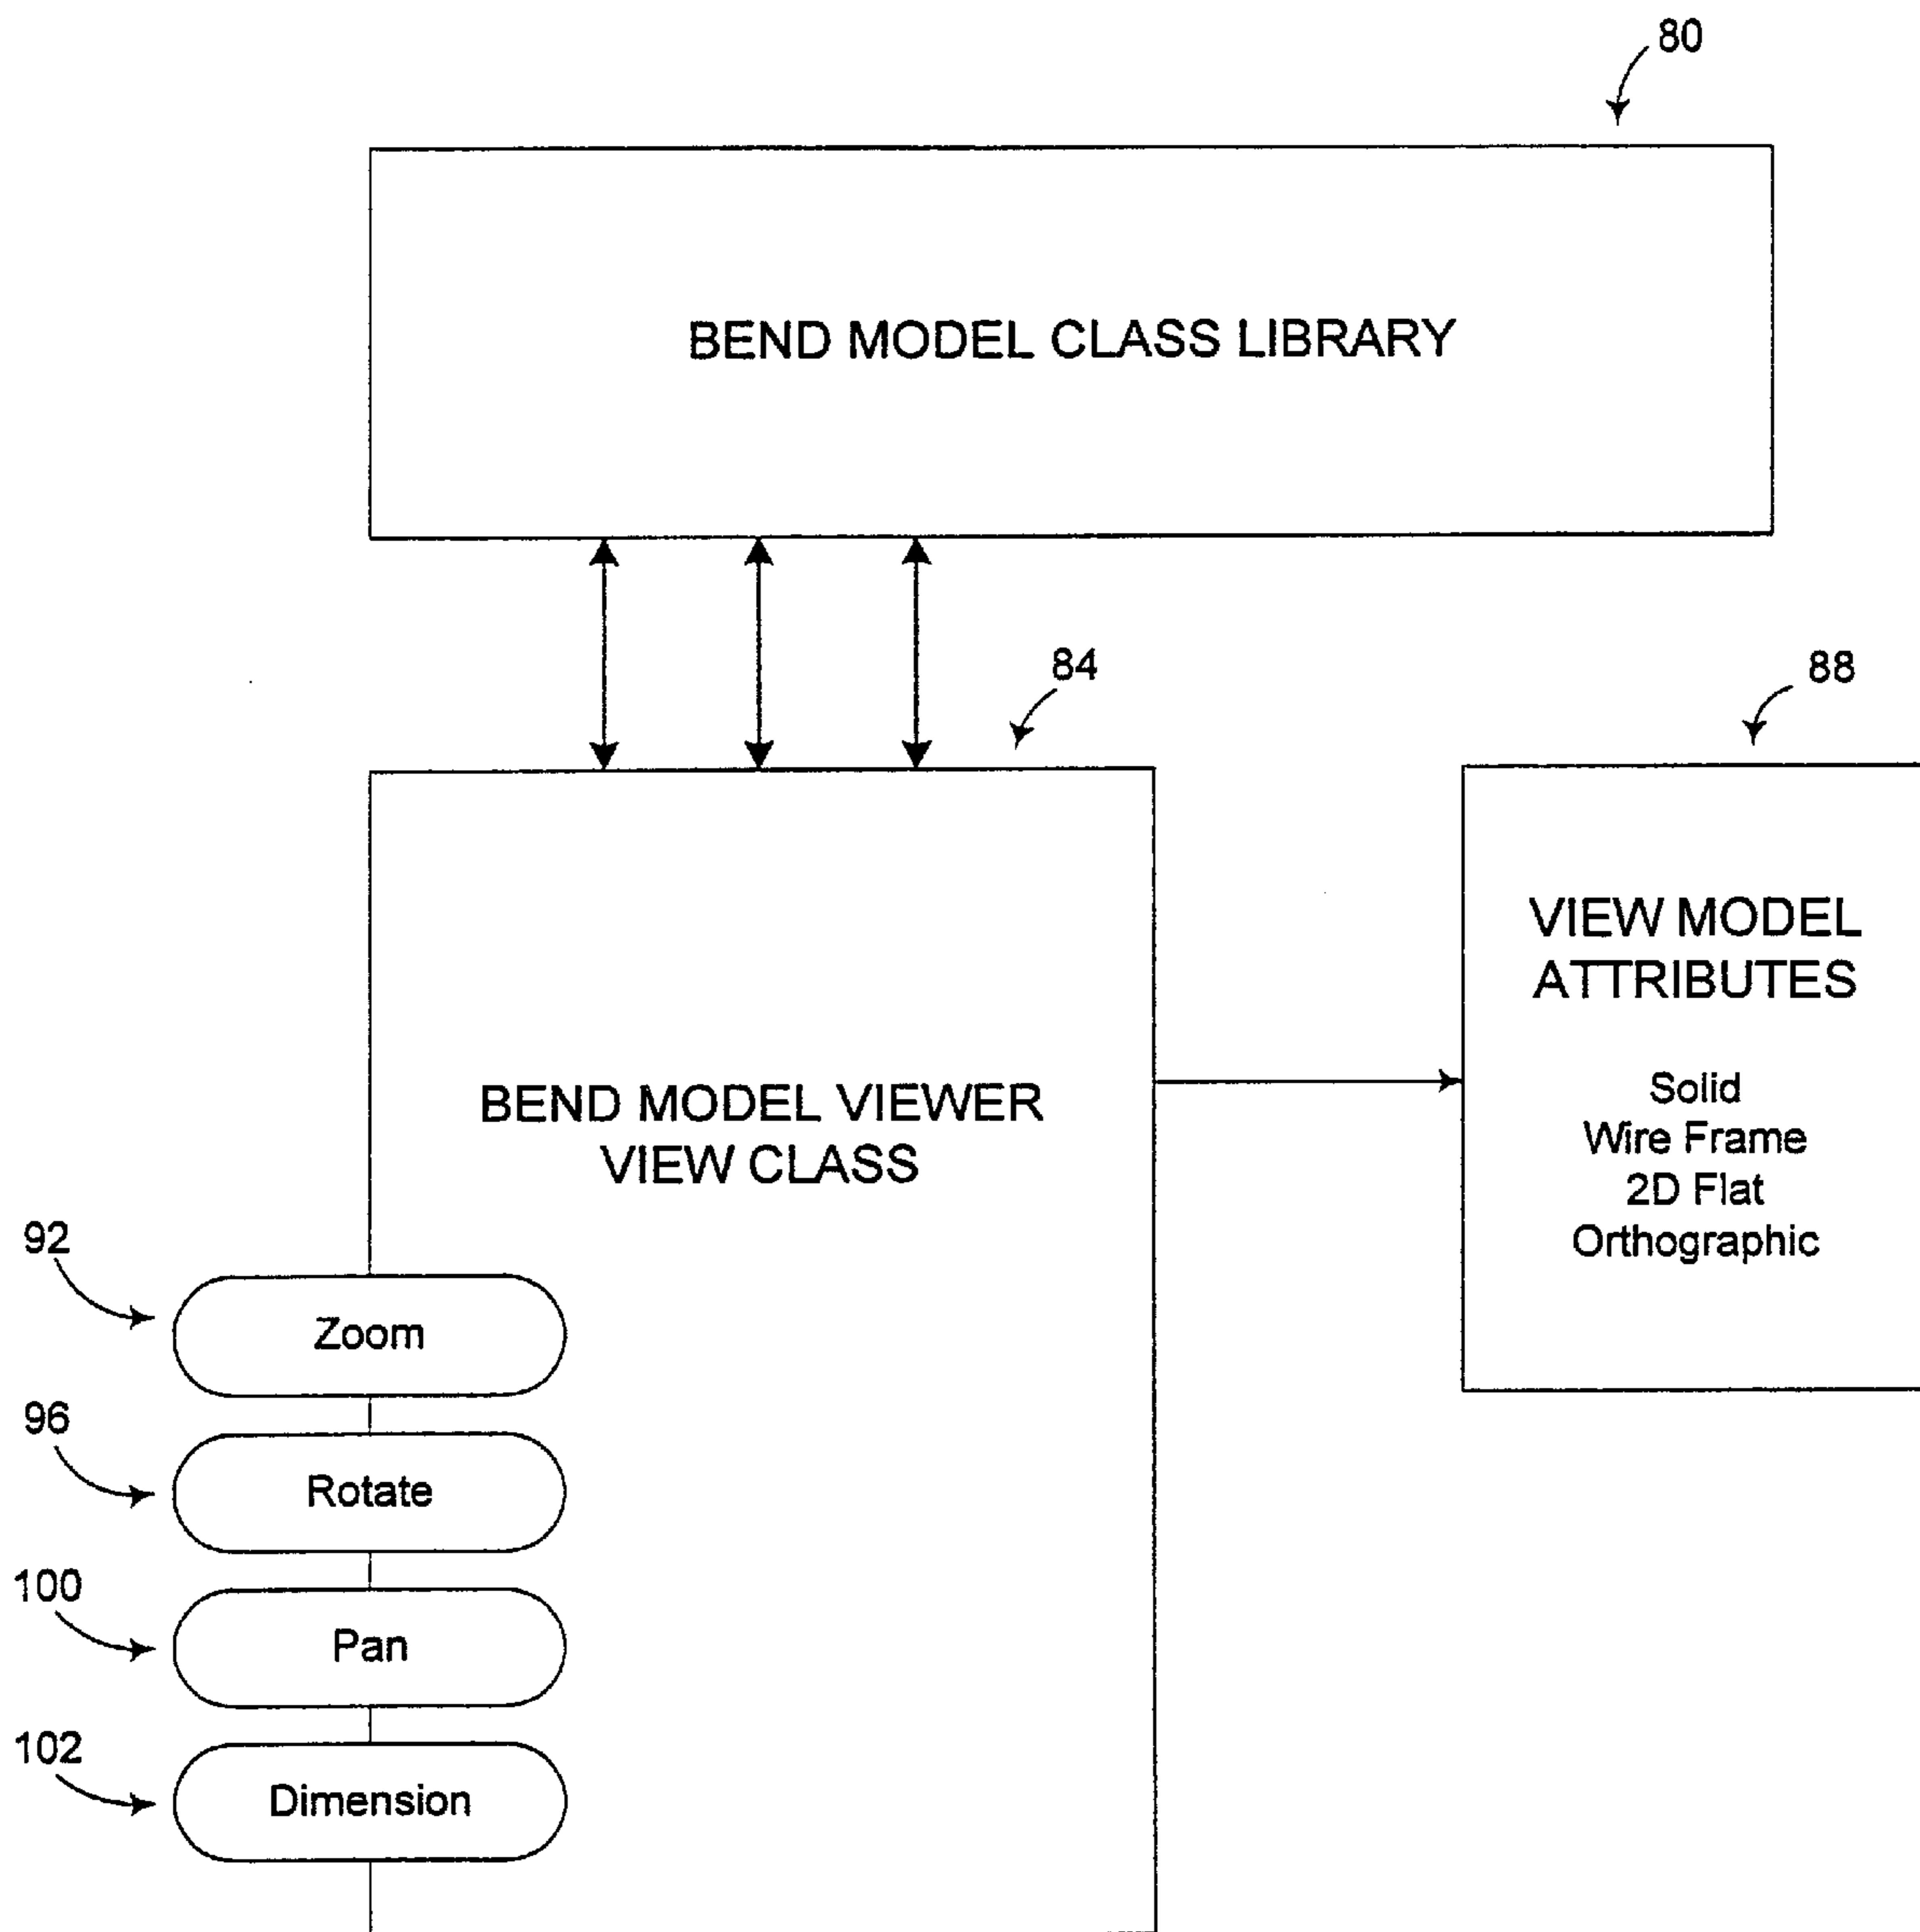 80
BEND MODEL CLASS LIBRARY
84
88
VIEW MODEL
ATTRIBUTES
Solid
Wire Frame
2D Flat
Orthographic
BEND MODEL VIEWER
VIEW CLASS
92
Zoom
96
Rotate
100
Pan
102
Dimension